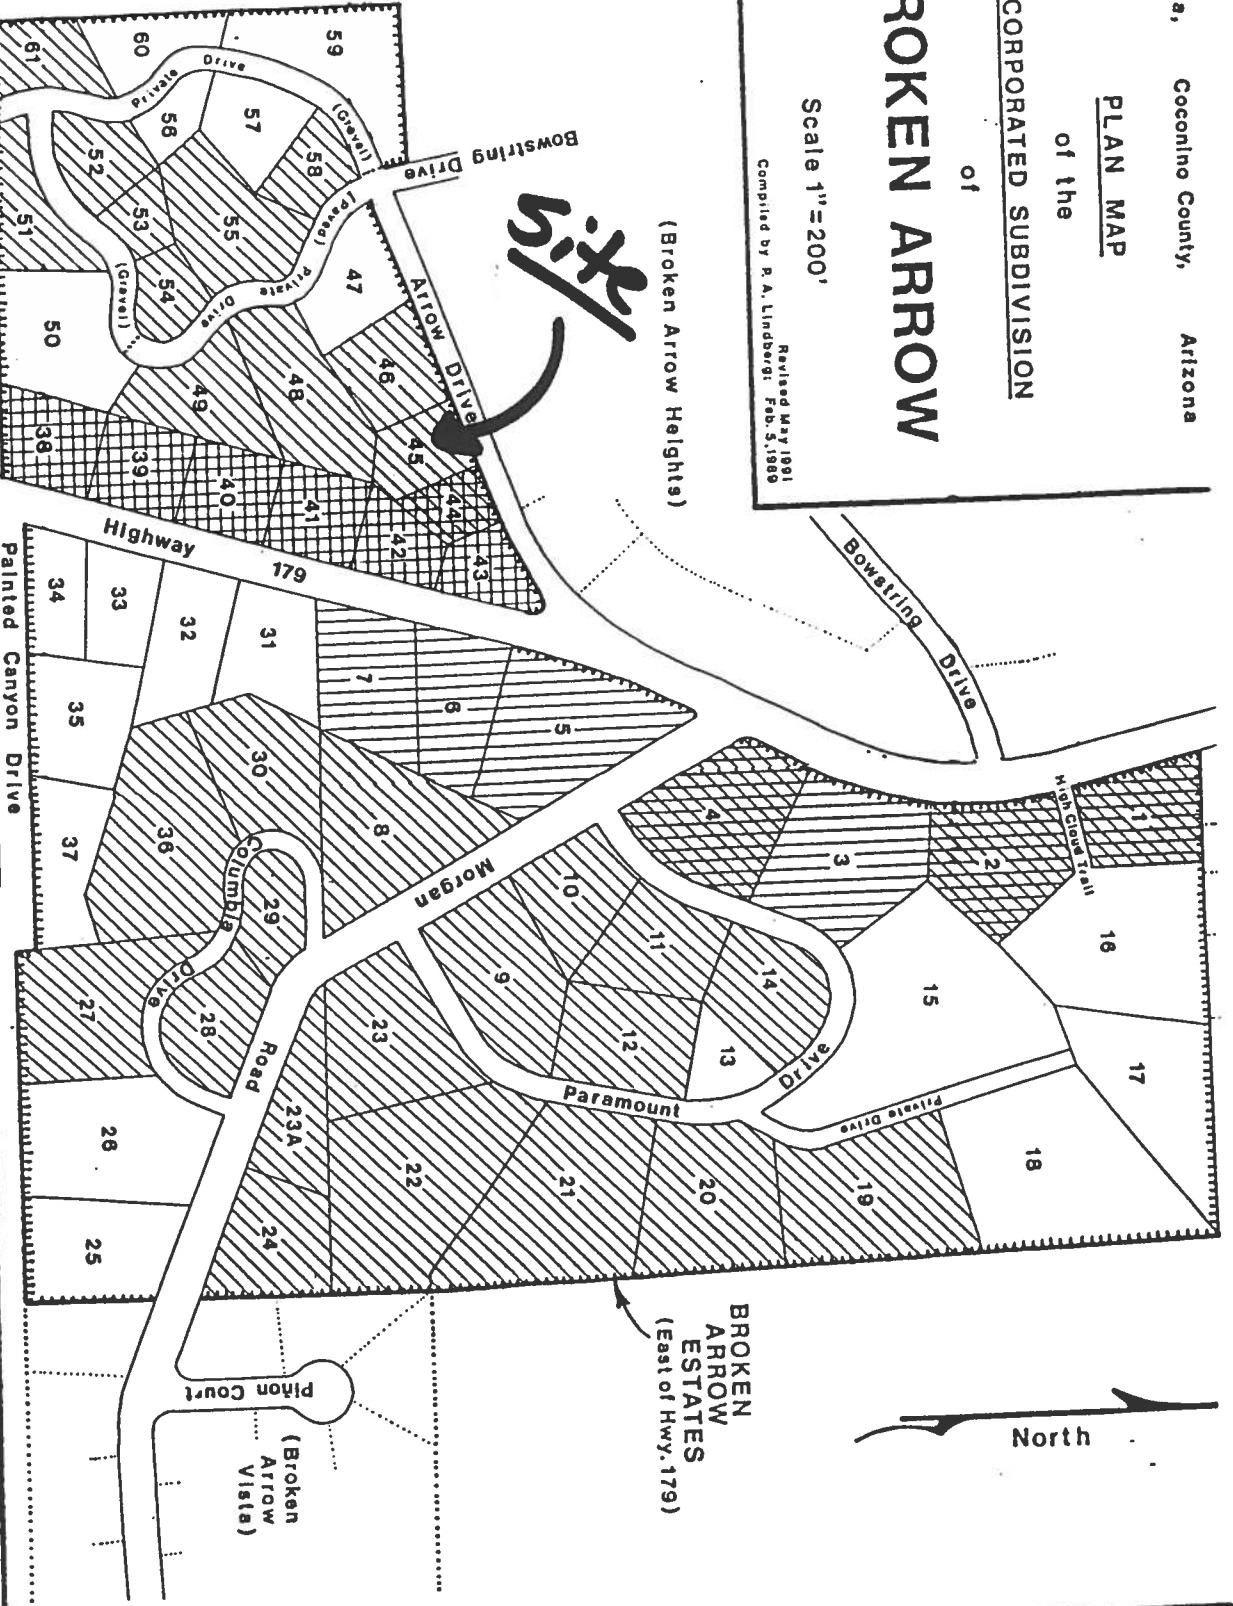 a, Coconino County, Arizona
PLAN MAP
of the
CORPORATED SUBDIVISION
of
ROKEN ARROW
Scale 1"=200'
Revised May 1991
Compiled by P. A. Lindberg: Feb. 5, 1989
(Broken Arrow Heights)
Site
Bowstring Drive
Bowstring Drive
Arrow Drive
Private Drive
(Gravel)
(Paved)
Private Drive
(Gravel)
Highway 179
Painted Canyon Drive
High Cloud Trail
Morgan Road
Columbia Drive
Paramount Drive
Private Drive
Piñon Court
(Broken
Arrow
Vista)
BROKEN
ARROW
ESTATES
(East of Hwy. 179)
North
1
2
3
4
5
6
7
8
9
10
11
12
13
14
15
16
17
18
19
20
21
22
23
23A
24
25
26
27
28
29
30
31
32
33
34
35
36
37
38
39
40
41
42
43
44
45
46
47
48
49
50
51
52
53
54
55
56
57
58
59
60
61